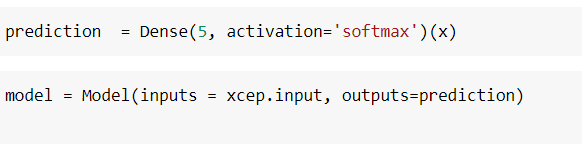 prediction  = Dense(5, activation='softmax')(x)
model = Model(inputs = xcep.input, outputs=prediction)